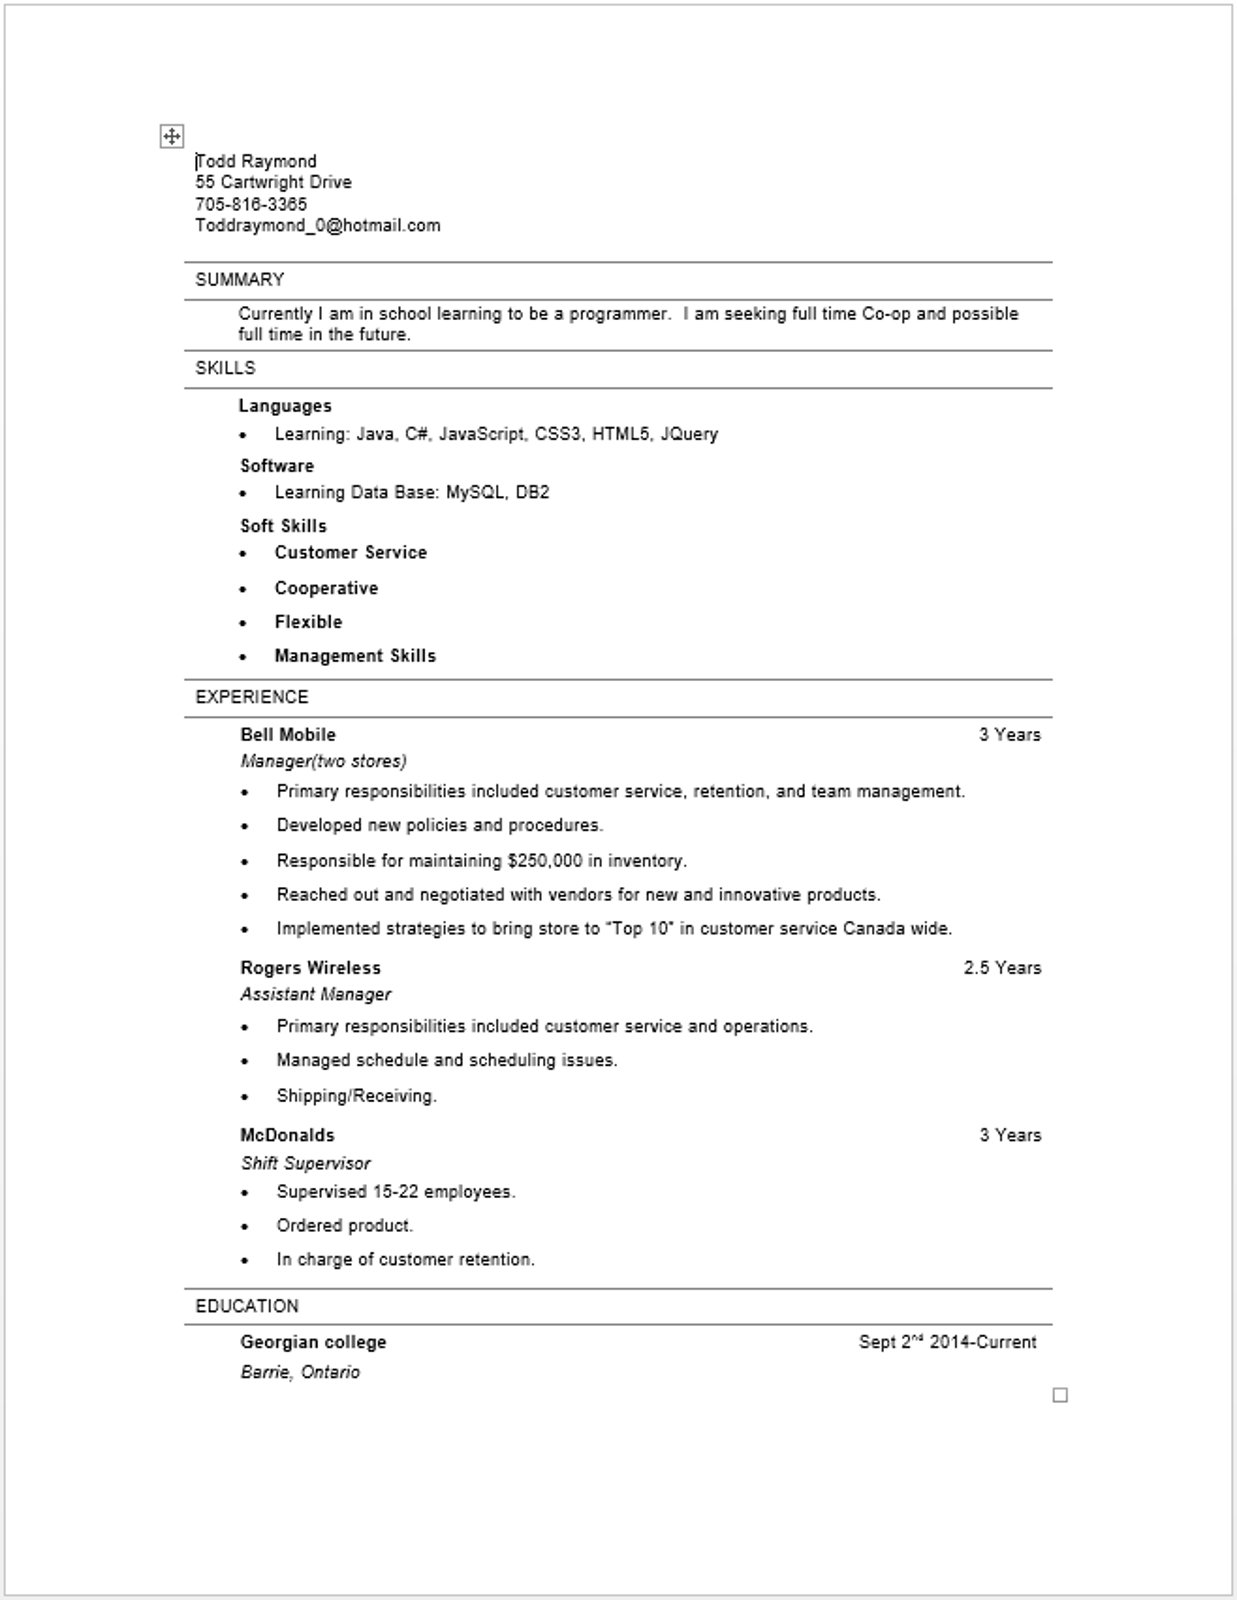 Todd Raymond
55 Cartwright Drive
705-816-3365
Toddraymond_0@hotmail.com
SUMMARY
Currently I am in school learning to be a programmer.  I am seeking full time Co-op and possible
full time in the future.
SKILLS
Languages
• Learning: Java, C#, JavaScript, CSS3, HTML5, JQuery
Software
• Learning Data Base: MySQL, DB2
Soft Skills
• Customer Service
• Cooperative
• Flexible
• Management Skills
EXPERIENCE
Bell Mobile 3 Years
Manager(two stores)
• Primary responsibilities included customer service, retention, and team management.
• Developed new policies and procedures.
• Responsible for maintaining $250,000 in inventory.
• Reached out and negotiated with vendors for new and innovative products.
• Implemented strategies to bring store to "Top 10" in customer service Canada wide.
Rogers Wireless 2.5 Years
Assistant Manager
• Primary responsibilities included customer service and operations.
• Managed schedule and scheduling issues.
• Shipping/Receiving.
McDonalds 3 Years
Shift Supervisor
• Supervised 15-22 employees.
• Ordered product.
• In charge of customer retention.
EDUCATION
Georgian college Sept 2nd 2014-Current
Barrie, Ontario